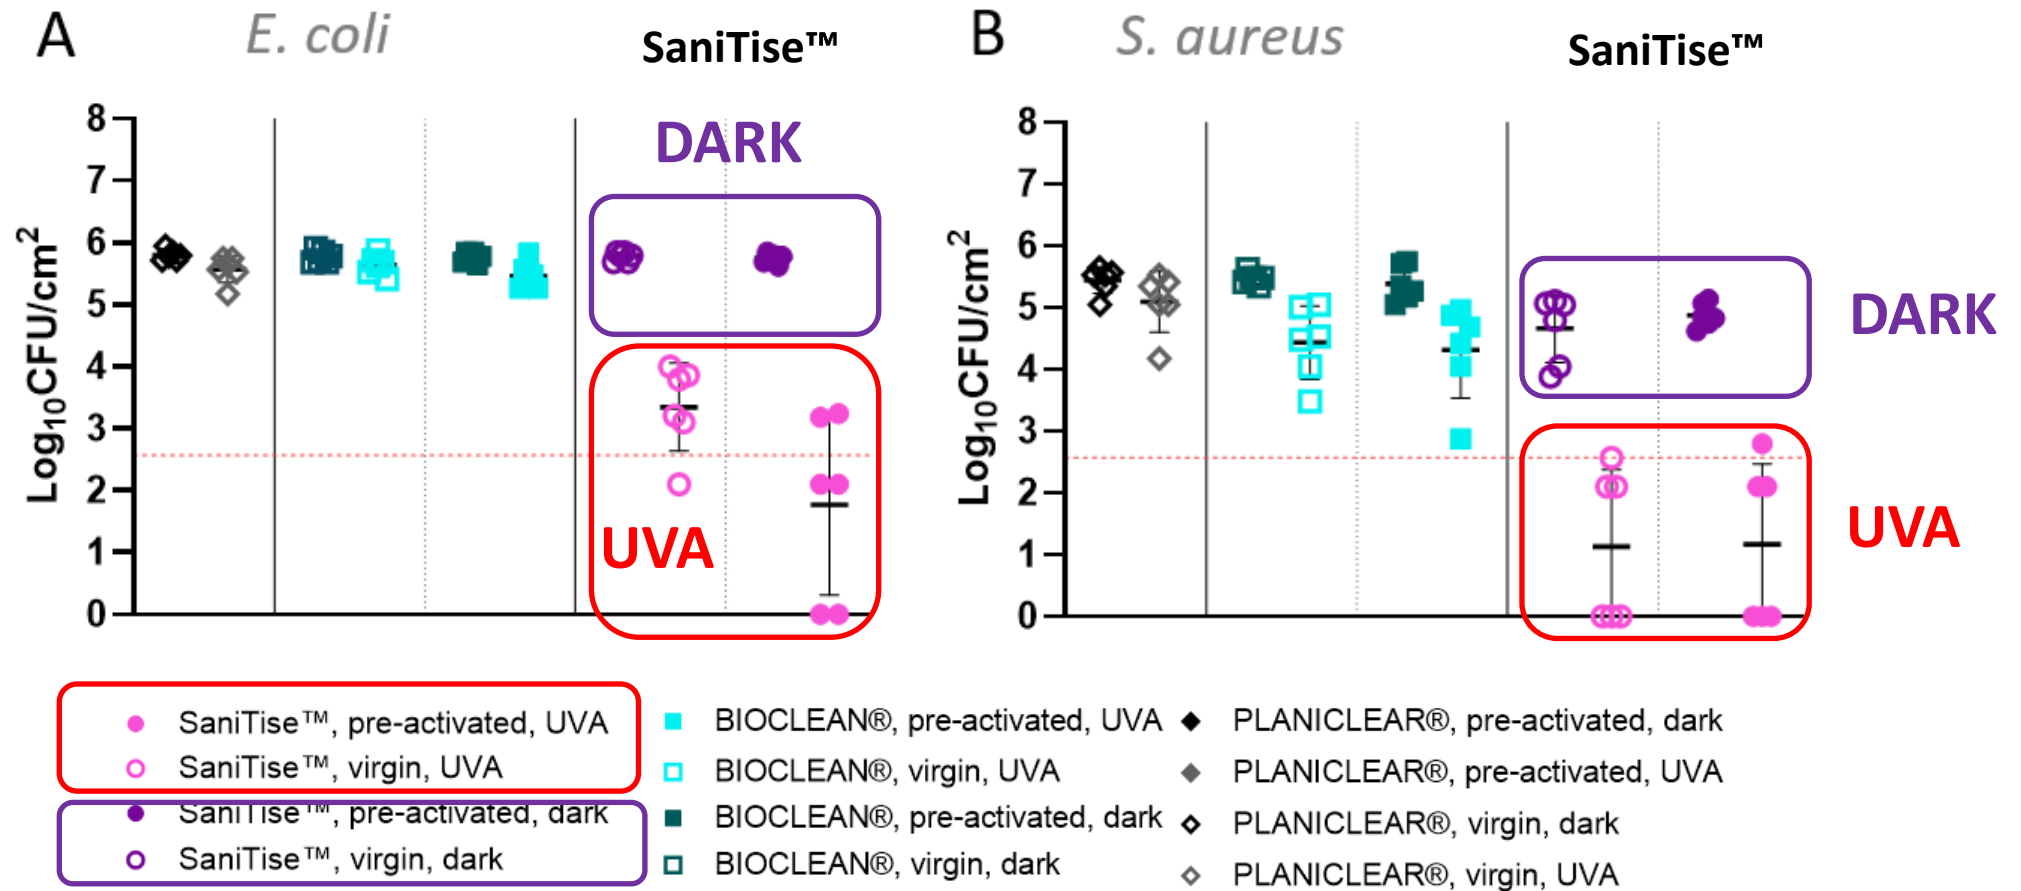 A
E. coli
SaniTise™
DARK
8
7
6
5
4
3
2
1
0
Log10CFU/cm2
UVA
B
S. aureus
SaniTise™
8
7
6
5
4
3
2
1
0
Log10CFU/cm2
DARK
UVA
SaniTise™, pre-activated, UVA
SaniTise™, virgin, UVA
SaniTise™, pre-activated, dark
SaniTise™, virgin, dark
BIOCLEAN®, pre-activated, UVA
BIOCLEAN®, virgin, UVA
BIOCLEAN®, pre-activated, dark
BIOCLEAN®, virgin, dark
PLANICLEAR®, pre-activated, dark
PLANICLEAR®, pre-activated, UVA
PLANICLEAR®, virgin, dark
PLANICLEAR®, virgin, UVA